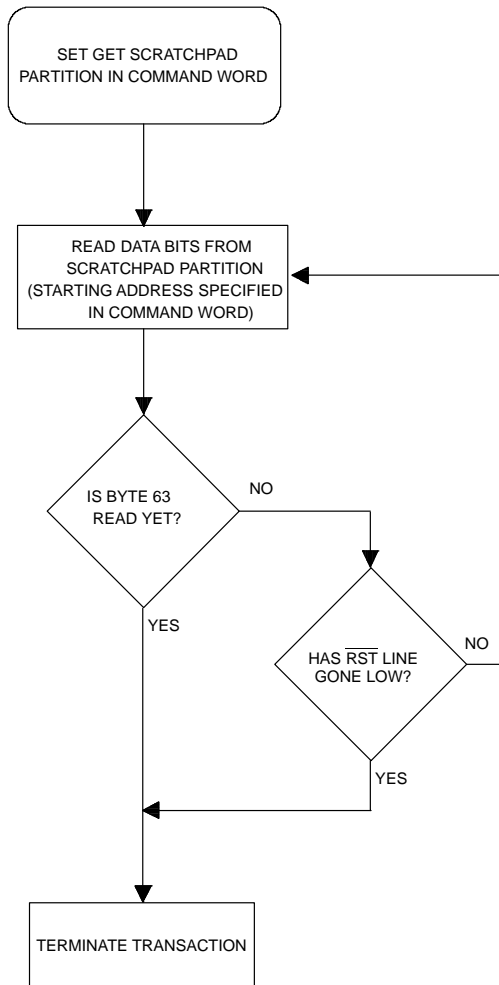 SET GET SCRATCHPAD
PARTITION IN COMMAND WORD
READ DATA BITS FROM
SCRATCHPAD PARTITION
(STARTING ADDRESS SPECIFIED
IN COMMAND WORD)
IS BYTE 63
READ YET?
NO
YES
HAS R̅S̅T̅ LINE
GONE LOW?
NO
YES
TERMINATE TRANSACTION